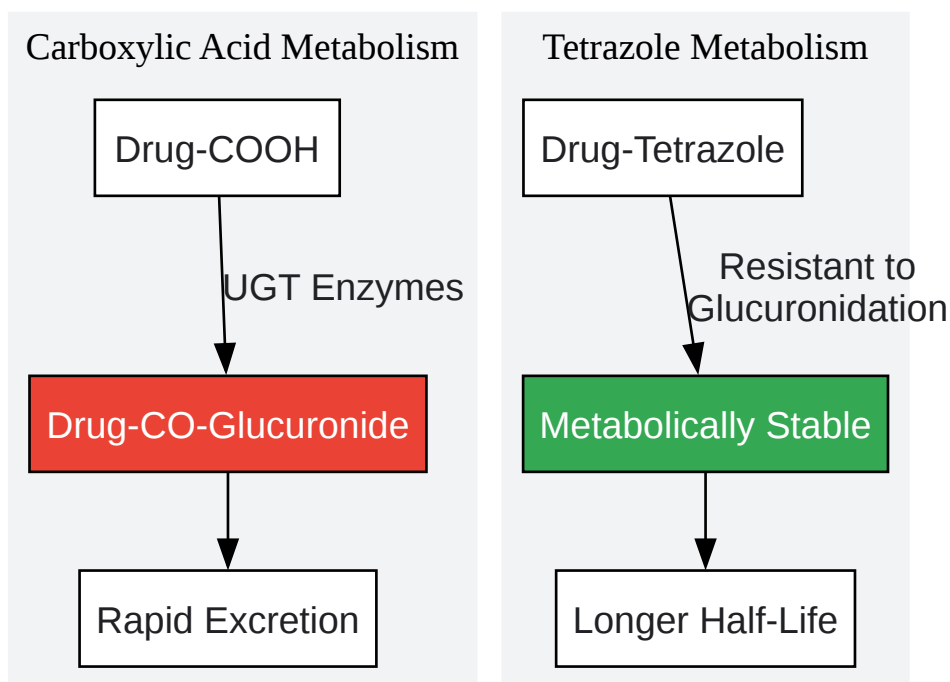 Carboxylic Acid Metabolism
Drug-COOH
UGT Enzymes
Drug-CO-Glucuronide
Rapid Excretion
Tetrazole Metabolism
Drug-Tetrazole
Resistant to
Glucuronidation
Metabolically Stable
Longer Half-Life